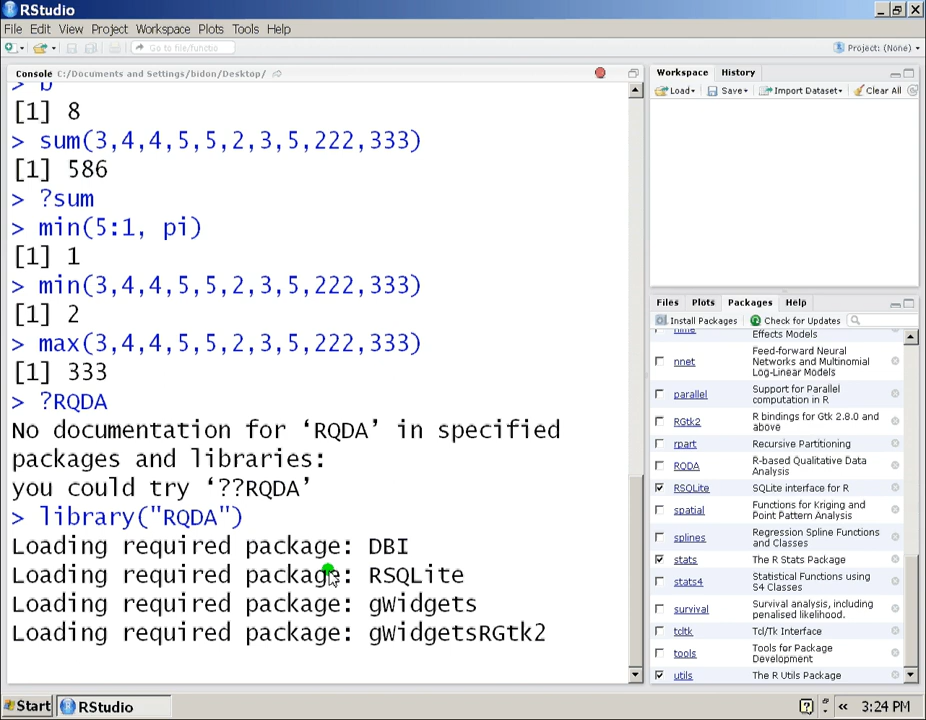 RStudio
File Edit View Project Workspace Plots Tools Help
Go to file/functio
Project: (None)
Console C:/Documents and Settings/bidon/Desktop/
> b
[1] 8
> sum(3,4,4,5,5,2,3,5,222,333)
[1] 586
> ?sum
> min(5:1, pi)
[1] 1
> min(3,4,4,5,5,2,3,5,222,333)
[1] 2
> max(3,4,4,5,5,2,3,5,222,333)
[1] 333
> ?RQDA
No documentation for ‘RQDA’ in specified
packages and libraries:
you could try ‘??RQDA’
> library("RQDA")
Loading required package: DBI
Loading required package: RSQLite
Loading required package: gWidgets
Loading required package: gWidgetsRGtk2
Workspace History
Load Save Import Dataset Clear All
Files Plots Packages Help
Install Packages Check for Updates
nlme Effects Models
nnet Feed-forward Neural
Networks and Multinomial
Log-Linear Models
parallel Support for Parallel
computation in R
RGtk2 R bindings for Gtk 2.8.0 and
above
rpart Recursive Partitioning
RQDA R-based Qualitative Data
Analysis
RSQLite SQLite interface for R
spatial Functions for Kriging and
Point Pattern Analysis
splines Regression Spline Functions
and Classes
stats The R Stats Package
stats4 Statistical Functions using
S4 Classes
survival Survival analysis, including
penalised likelihood.
tcltk Tcl/Tk Interface
tools Tools for Package
Development
utils The R Utils Package
Start RStudio 3:24 PM